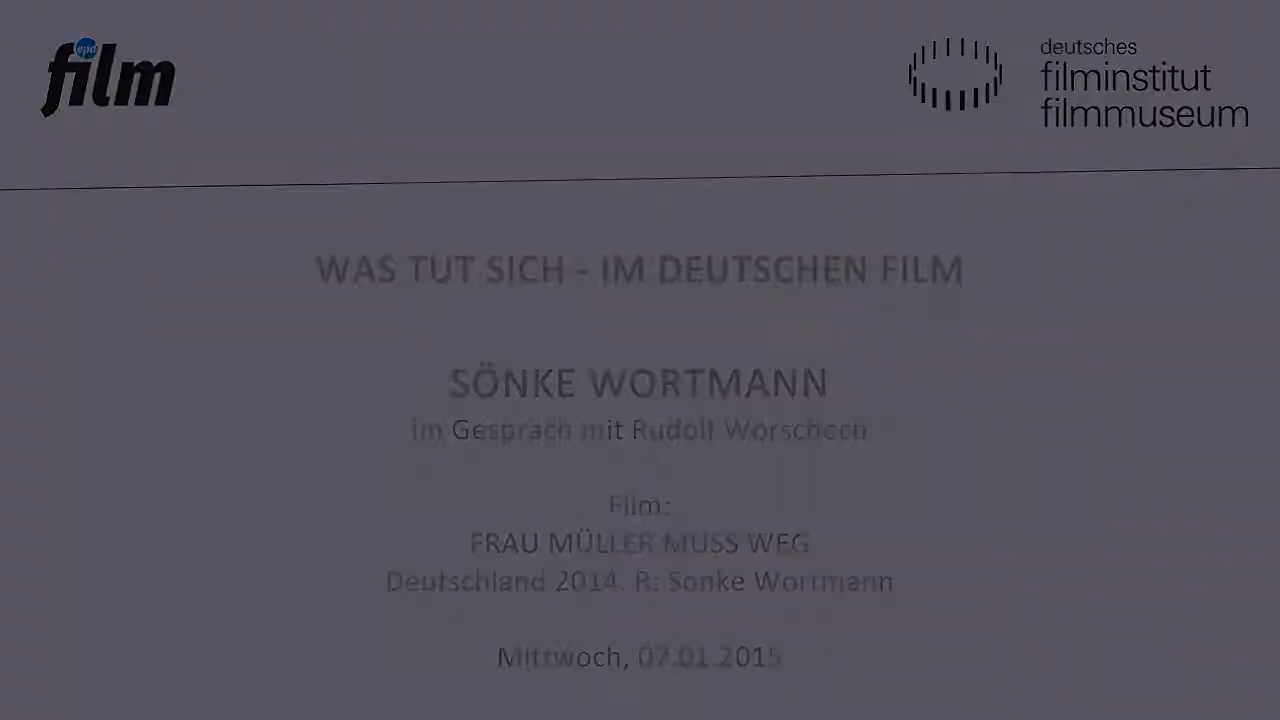 epd
film
deutsches
filminstitut
filmmuseum
WAS TUT SICH - IM DEUTSCHEN FILM
SÖNKE WORTMANN
im Gespräch mit Rudolf Worschech
Film:
FRAU MÜLLER MUSS WEG
Deutschland 2014. R: Sönke Wortmann
Mittwoch, 07.01.2015